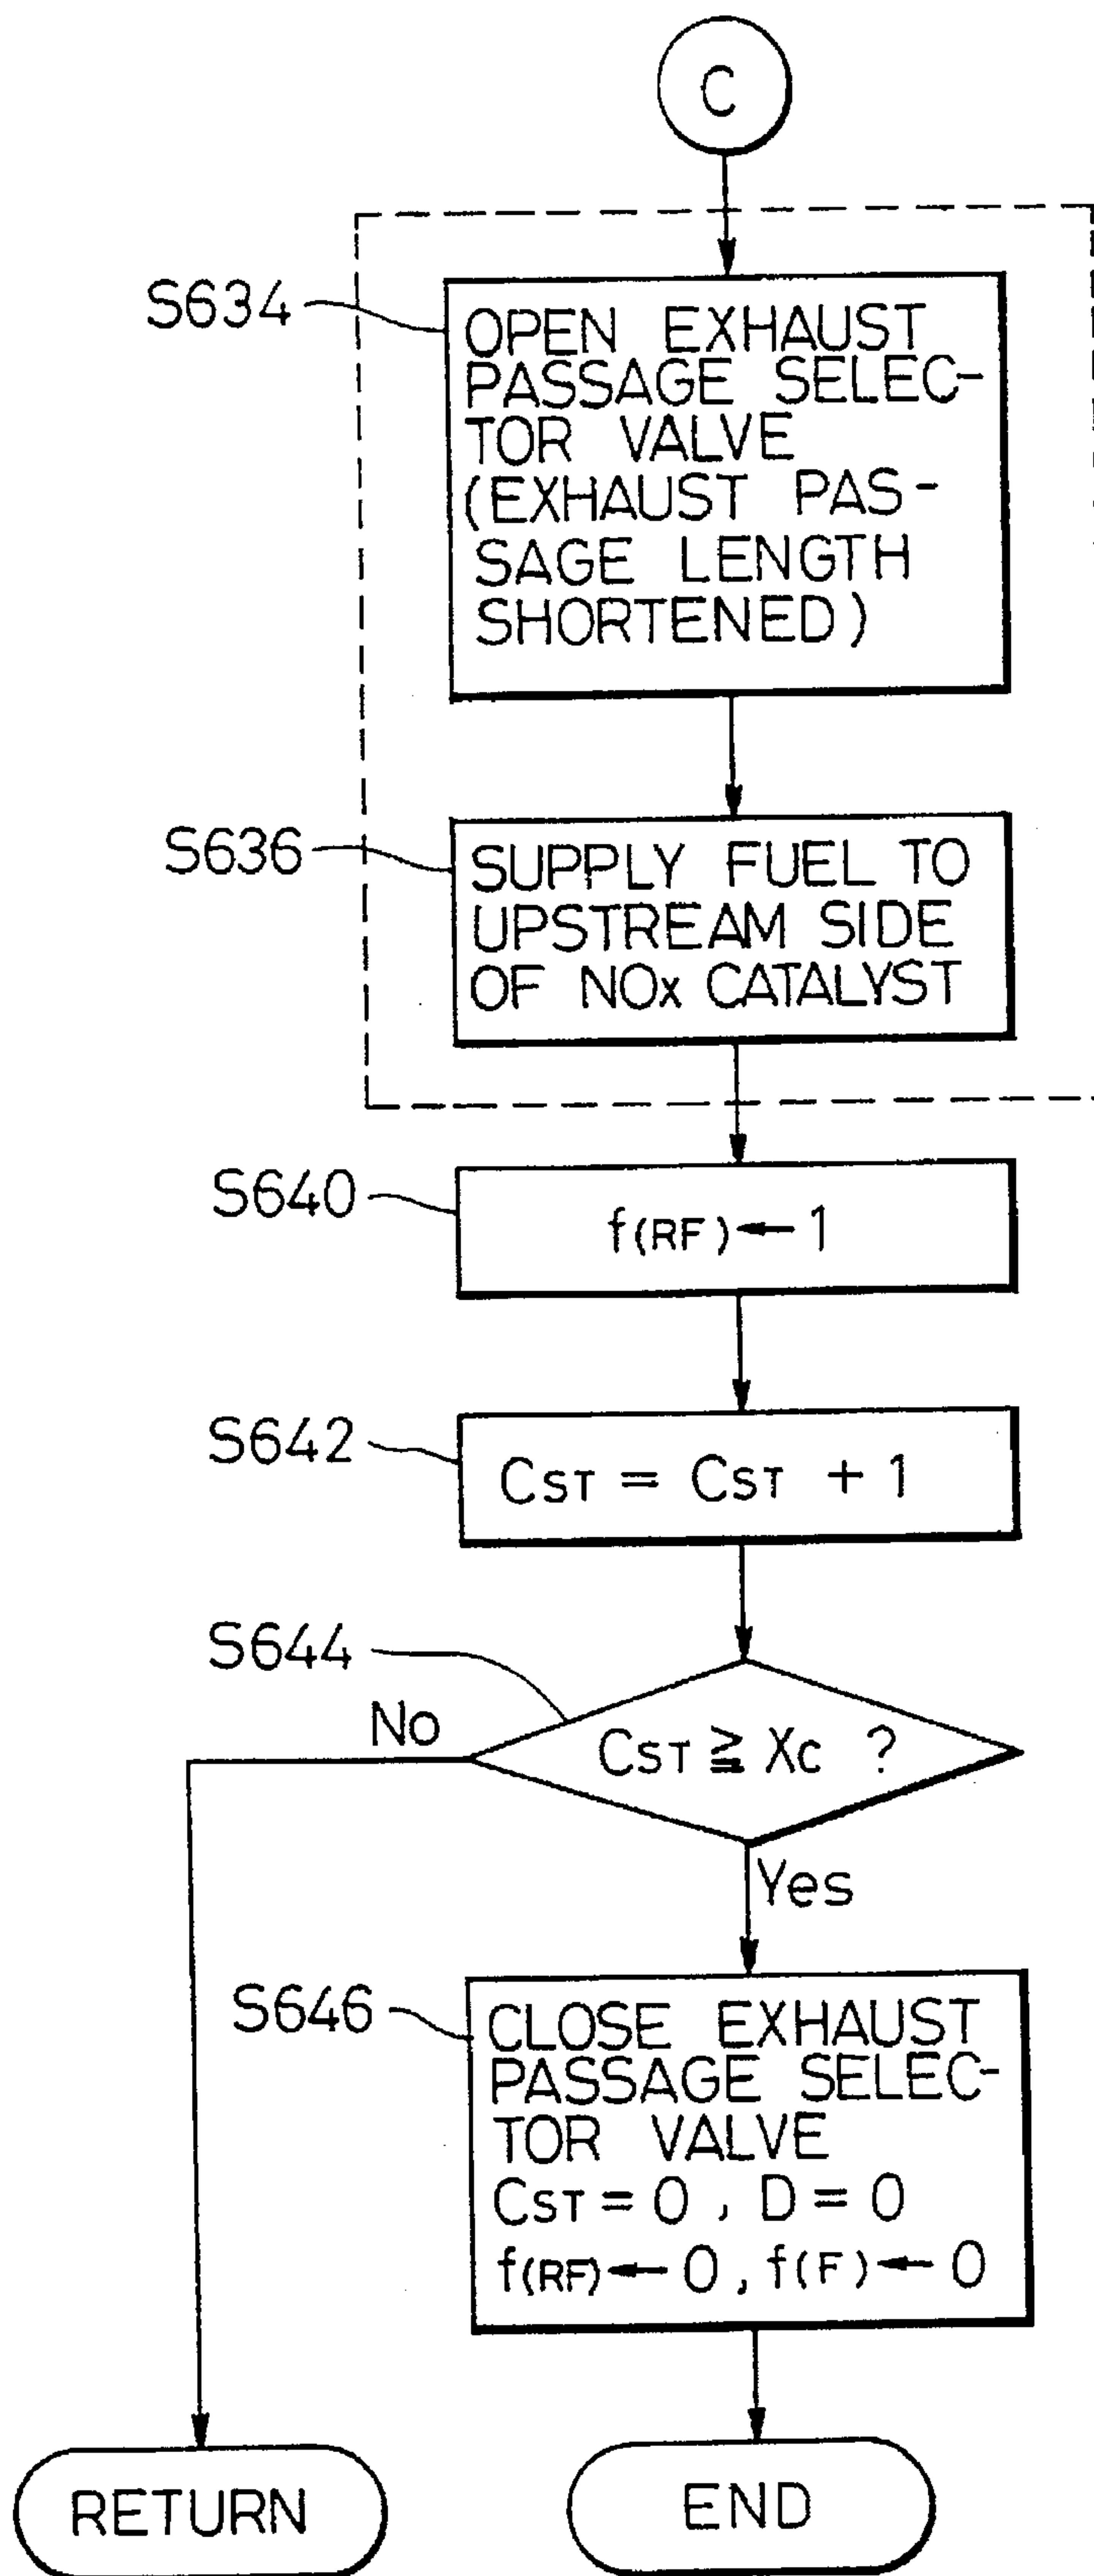 C
S634
OPEN EXHAUST
PASSAGE SELEC-
TOR VALVE
(EXHAUST PAS-
SAGE LENGTH
SHORTENED)
S636
SUPPLY FUEL TO
UPSTREAM SIDE
OF NOx CATALYST
S640
f(RF) ← 1
S642
CST = CST + 1
S644
CST ≧ XC ?
No
Yes
S646
CLOSE EXHAUST
PASSAGE SELEC-
TOR VALVE
CST = 0, D = 0
f(RF) ← 0, f(F) ← 0
RETURN
END